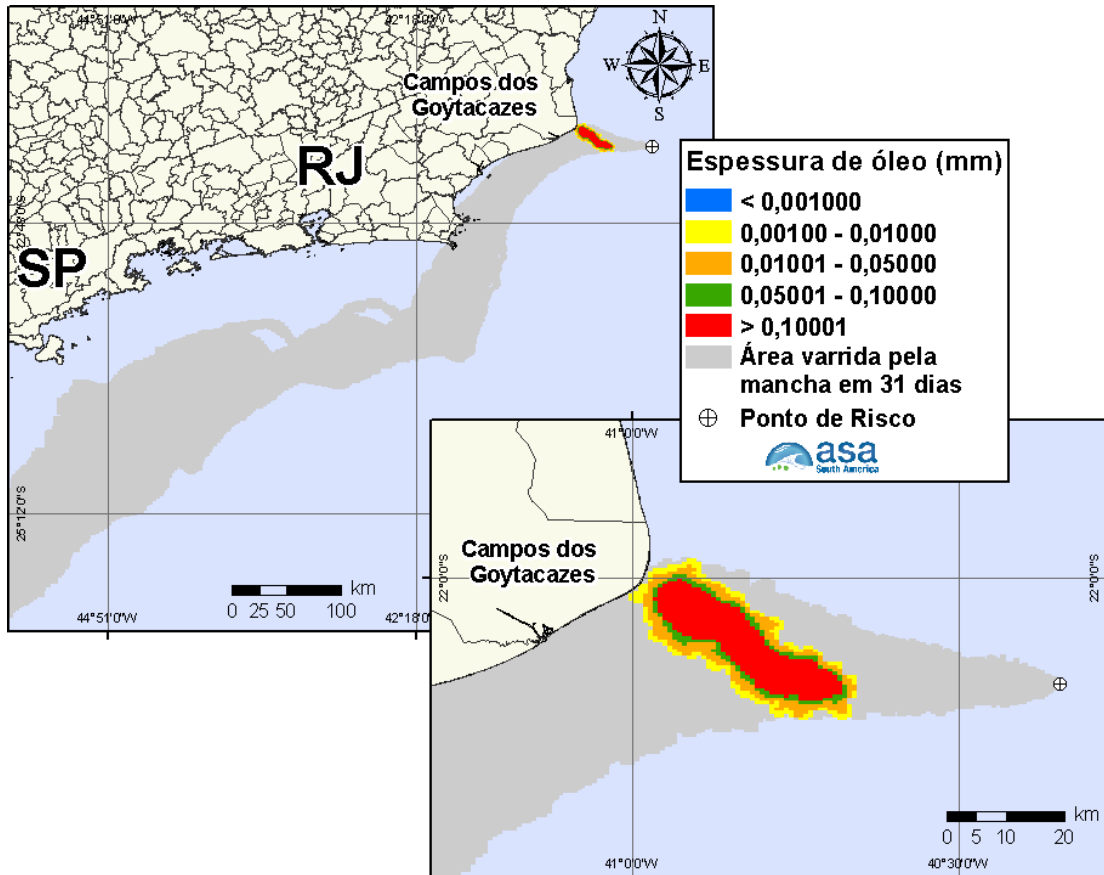 44°51'0"W
42°18'0"W
N
W
E
S
Campos dos
Goytacazes
RJ
SP
22°48'0"S
25°12'0"S
km
0 25 50 100
44°51'0"W
42°18'0"W
Espessura de óleo (mm)
< 0,001000
0,00100 - 0,01000
0,01001 - 0,05000
0,05001 - 0,10000
> 0,10001
Área varrida pela
mancha em 31 dias
Ponto de Risco
asa
South America
41°0'0"W
Campos dos
Goytacazes
22°0'0"S
22°0'0"S
km
0 5 10 20
41°0'0"W
40°30'0"W